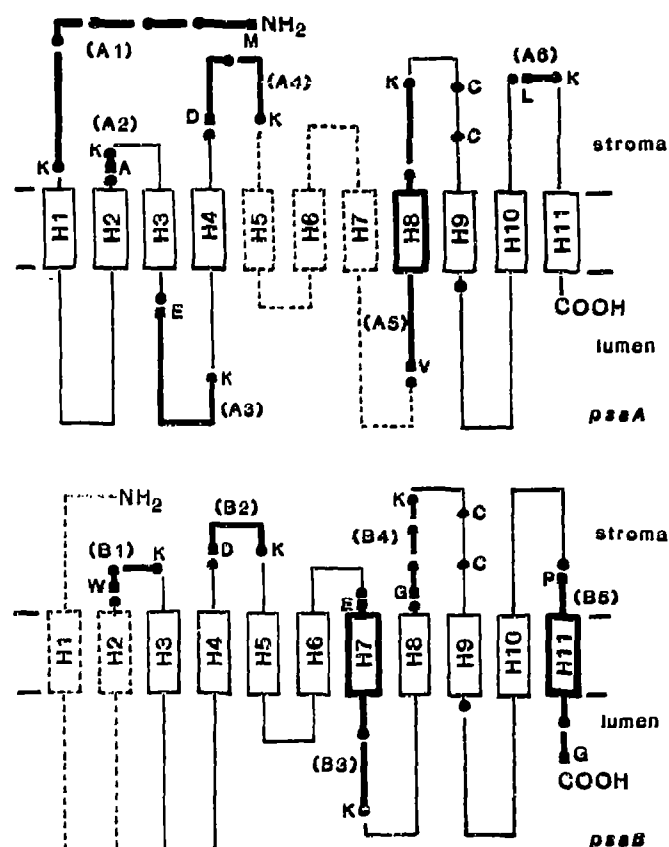 NH2
M
(A1)
(A2)
(A4)
(A6)
K
C
K
L
D
K
K
A
C
K
stroma
H1
H2
H3
H4
H5
H6
H7
H8
H9
H10
H11
COOH
E
(A5)
lumen
V
K
(A3)
psaA
NH2
(B2)
K
C
stroma
(B1)
K
D
K
(B4)
C
W
E
G
P
(B5)
H1
H2
H3
H4
H5
H6
H7
H8
H9
H10
H11
lumen
(B3)
G
COOH
K
psaB